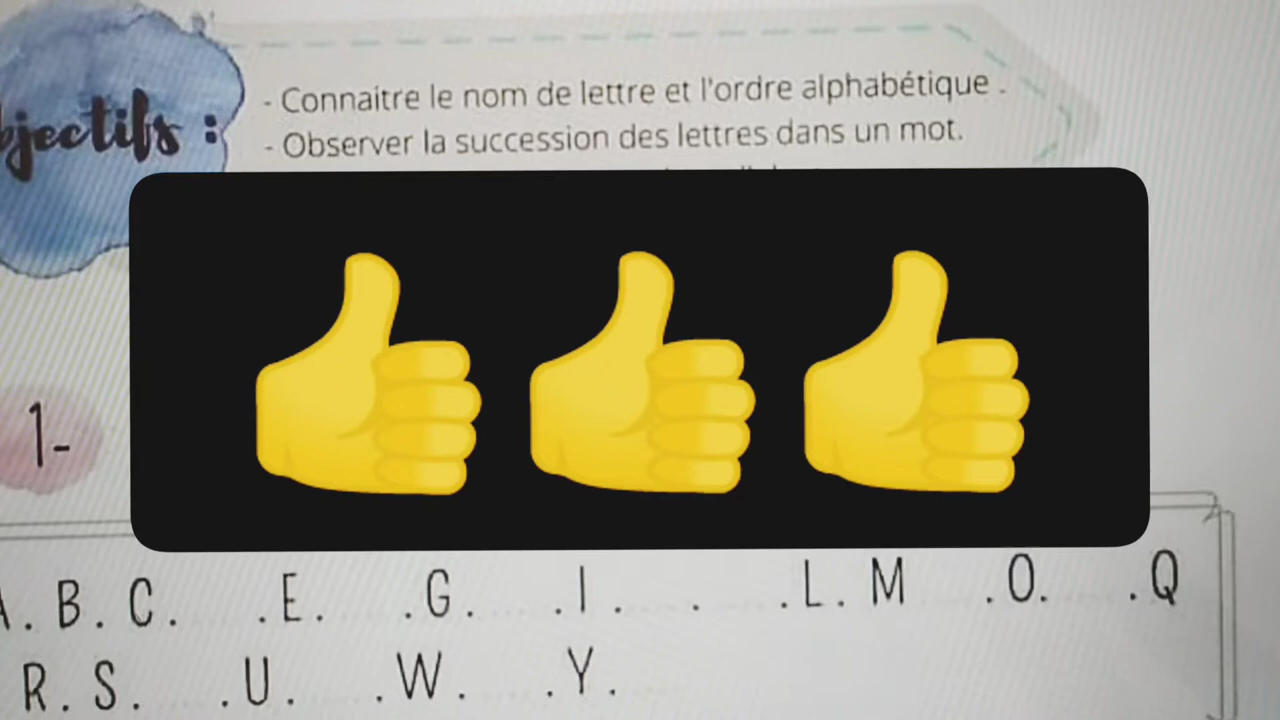 bjectifs :
- Connaitre le nom de lettre et l'ordre alphabétique .
- Observer la succession des lettres dans un mot.
1-
A . B . C . . E . . G . . I . . . L . M . O . . Q
R . S . . U . . W . . Y .